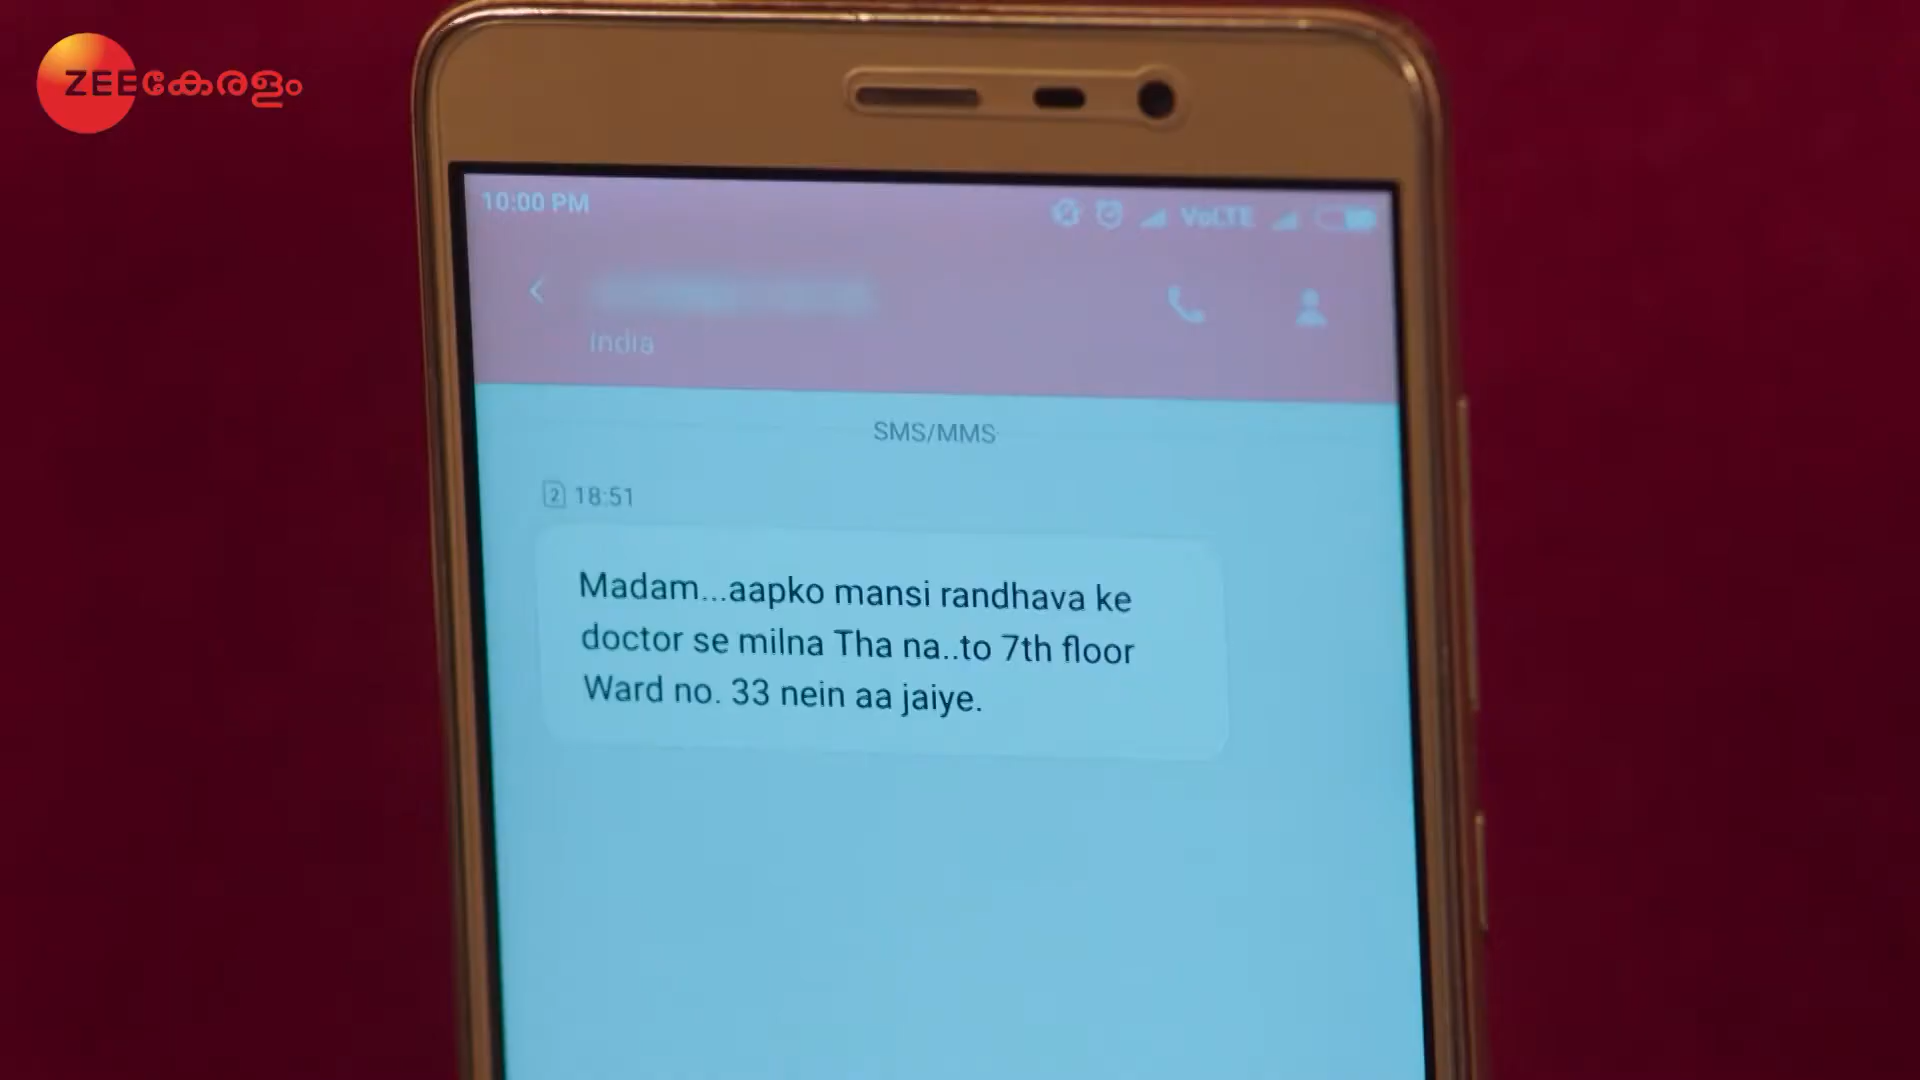 ZEEകേരളം
10:00 PM
VoLTE
India
SMS/MMS
2 18:51
Madam...aapko mansi randhava ke
doctor se milna Tha na..to 7th floor
Ward no. 33 nein aa jaiye.